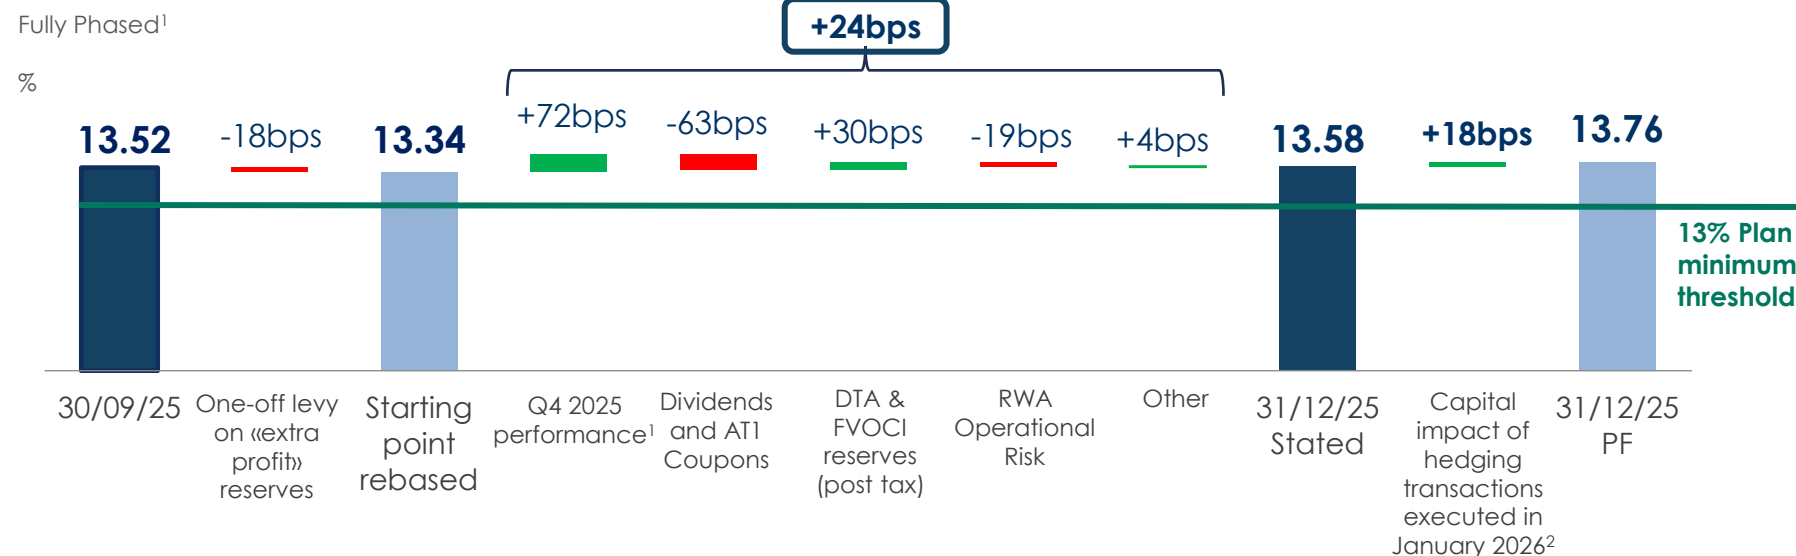 Fully Phased¹
%
+24bps
13.52
-18bps
13.34
+72bps
-63bps
+30bps
-19bps
+4bps
13.58
+18bps
13.76
13% Plan
minimum
threshold
30/09/25
One-off levy
on «extra
profit»
reserves
Starting
point
rebased
Q4 2025
performance¹
Dividends
and AT1
Coupons
DTA &
FVOCI
reserves
(post tax)
RWA
Operational
Risk
Other
31/12/25
Stated
Capital
impact of
hedging
transactions
executed in
January 2026²
31/12/25
PF